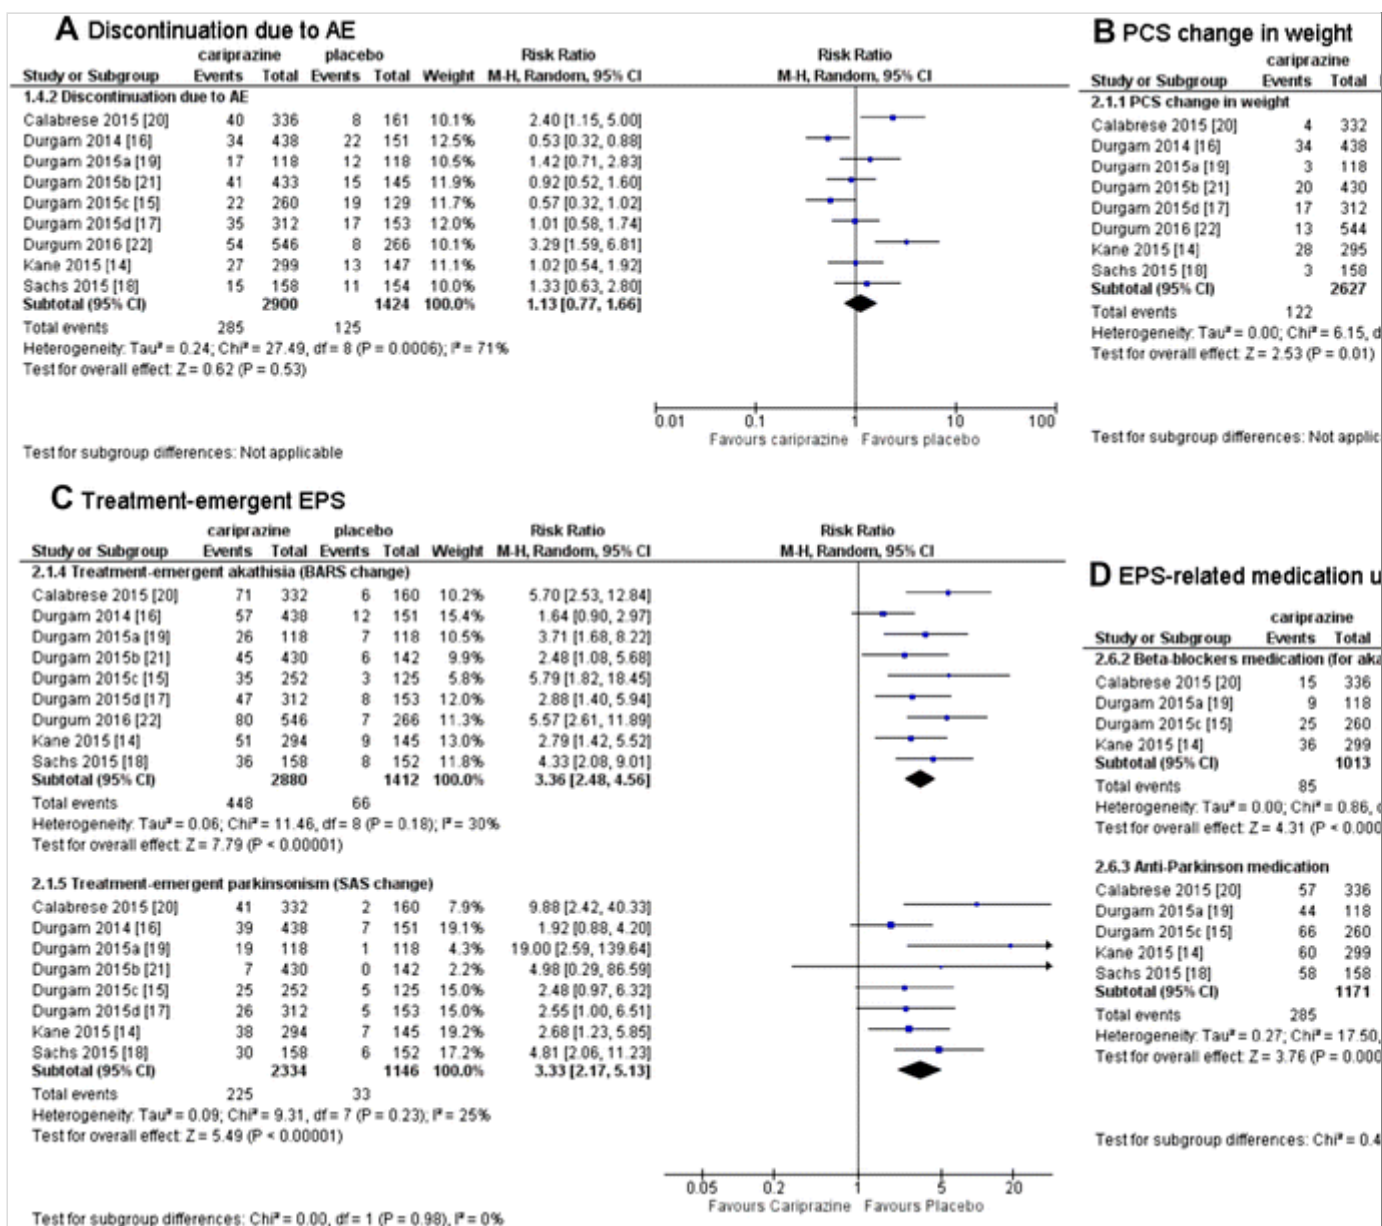 A Discontinuation due to AE
cariprazine placebo Risk Ratio Risk Ratio
Study or Subgroup Events Total Events Total Weight M-H, Random, 95% CI M-H, Random, 95% CI
1.4.2 Discontinuation due to AE
Calabrese 2015 [20] 40 336 8 161 10.1% 2.40 [1.15, 5.00]
Durgam 2014 [16] 34 438 22 151 12.5% 0.53 [0.32, 0.88]
Durgam 2015a [19] 17 118 12 118 10.5% 1.42 [0.71, 2.83]
Durgam 2015b [21] 41 433 15 145 11.9% 0.92 [0.52, 1.60]
Durgam 2015c [15] 22 260 19 129 11.7% 0.57 [0.32, 1.02]
Durgam 2015d [17] 35 312 17 153 12.0% 1.01 [0.58, 1.74]
Durgum 2016 [22] 54 546 8 266 10.1% 3.29 [1.59, 6.81]
Kane 2015 [14] 27 299 13 147 11.1% 1.02 [0.54, 1.92]
Sachs 2015 [18] 15 158 11 154 10.0% 1.33 [0.63, 2.80]
Subtotal (95% CI) 2900 1424 100.0% 1.13 [0.77, 1.66]
Total events 285 125
Heterogeneity: Tau² = 0.24; Chi² = 27.49, df = 8 (P = 0.0006); I² = 71%
Test for overall effect: Z = 0.62 (P = 0.53)
0.01 0.1 1 10 100
Favours cariprazine Favours placebo
Test for subgroup differences: Not applicable
B PCS change in weight
cariprazine
Study or Subgroup Events Total
2.1.1 PCS change in weight
Calabrese 2015 [20] 4 332
Durgam 2014 [16] 34 438
Durgam 2015a [19] 3 118
Durgam 2015b [21] 20 430
Durgam 2015d [17] 17 312
Durgum 2016 [22] 13 544
Kane 2015 [14] 28 295
Sachs 2015 [18] 3 158
Subtotal (95% CI) 2627
Total events 122
Heterogeneity: Tau² = 0.00; Chi² = 6.15, d
Test for overall effect: Z = 2.53 (P = 0.01)
Test for subgroup differences: Not applic
C Treatment-emergent EPS
cariprazine placebo Risk Ratio Risk Ratio
Study or Subgroup Events Total Events Total Weight M-H, Random, 95% CI M-H, Random, 95% CI
2.1.4 Treatment-emergent akathisia (BARS change)
Calabrese 2015 [20] 71 332 6 160 10.2% 5.70 [2.53, 12.84]
Durgam 2014 [16] 57 438 12 151 15.4% 1.64 [0.90, 2.97]
Durgam 2015a [19] 26 118 7 118 10.5% 3.71 [1.68, 8.22]
Durgam 2015b [21] 45 430 6 142 9.9% 2.48 [1.08, 5.68]
Durgam 2015c [15] 35 252 3 125 5.8% 5.79 [1.82, 18.45]
Durgam 2015d [17] 47 312 8 153 11.9% 2.88 [1.40, 5.94]
Durgum 2016 [22] 80 546 7 266 11.3% 5.57 [2.61, 11.89]
Kane 2015 [14] 51 294 9 145 13.0% 2.79 [1.42, 5.52]
Sachs 2015 [18] 36 158 8 152 11.8% 4.33 [2.08, 9.01]
Subtotal (95% CI) 2880 1412 100.0% 3.36 [2.48, 4.56]
Total events 448 66
Heterogeneity: Tau² = 0.06; Chi² = 11.46, df = 8 (P = 0.18); I² = 30%
Test for overall effect: Z = 7.79 (P < 0.00001)
2.1.5 Treatment-emergent parkinsonism (SAS change)
Calabrese 2015 [20] 41 332 2 160 7.9% 9.88 [2.42, 40.33]
Durgam 2014 [16] 39 438 7 151 19.1% 1.92 [0.88, 4.20]
Durgam 2015a [19] 19 118 1 118 4.3% 19.00 [2.59, 139.64]
Durgam 2015b [21] 7 430 0 142 2.2% 4.98 [0.29, 86.59]
Durgam 2015c [15] 25 252 5 125 15.0% 2.48 [0.97, 6.32]
Durgam 2015d [17] 26 312 5 153 15.0% 2.55 [1.00, 6.51]
Kane 2015 [14] 38 294 7 145 19.2% 2.68 [1.23, 5.85]
Sachs 2015 [18] 30 158 6 152 17.2% 4.81 [2.06, 11.23]
Subtotal (95% CI) 2334 1146 100.0% 3.33 [2.17, 5.13]
Total events 225 33
Heterogeneity: Tau² = 0.09; Chi² = 9.31, df = 7 (P = 0.23); I² = 25%
Test for overall effect: Z = 5.49 (P < 0.00001)
0.05 0.2 1 5 20
Favours Cariprazine Favours Placebo
Test for subgroup differences: Chi² = 0.00, df = 1 (P = 0.98), I² = 0%
D EPS-related medication u
cariprazine
Study or Subgroup Events Total
2.6.2 Beta-blockers medication (for aka
Calabrese 2015 [20] 15 336
Durgam 2015a [19] 9 118
Durgam 2015c [15] 25 260
Kane 2015 [14] 36 299
Subtotal (95% CI) 1013
Total events 85
Heterogeneity: Tau² = 0.00; Chi² = 0.86,
Test for overall effect: Z = 4.31 (P < 0.000
2.6.3 Anti-Parkinson medication
Calabrese 2015 [20] 57 336
Durgam 2015a [19] 44 118
Durgam 2015c [15] 66 260
Kane 2015 [14] 60 299
Sachs 2015 [18] 58 158
Subtotal (95% CI) 1171
Total events 285
Heterogeneity: Tau² = 0.27; Chi² = 17.50,
Test for overall effect: Z = 3.76 (P = 0.000
Test for subgroup differences: Chi² = 0.4